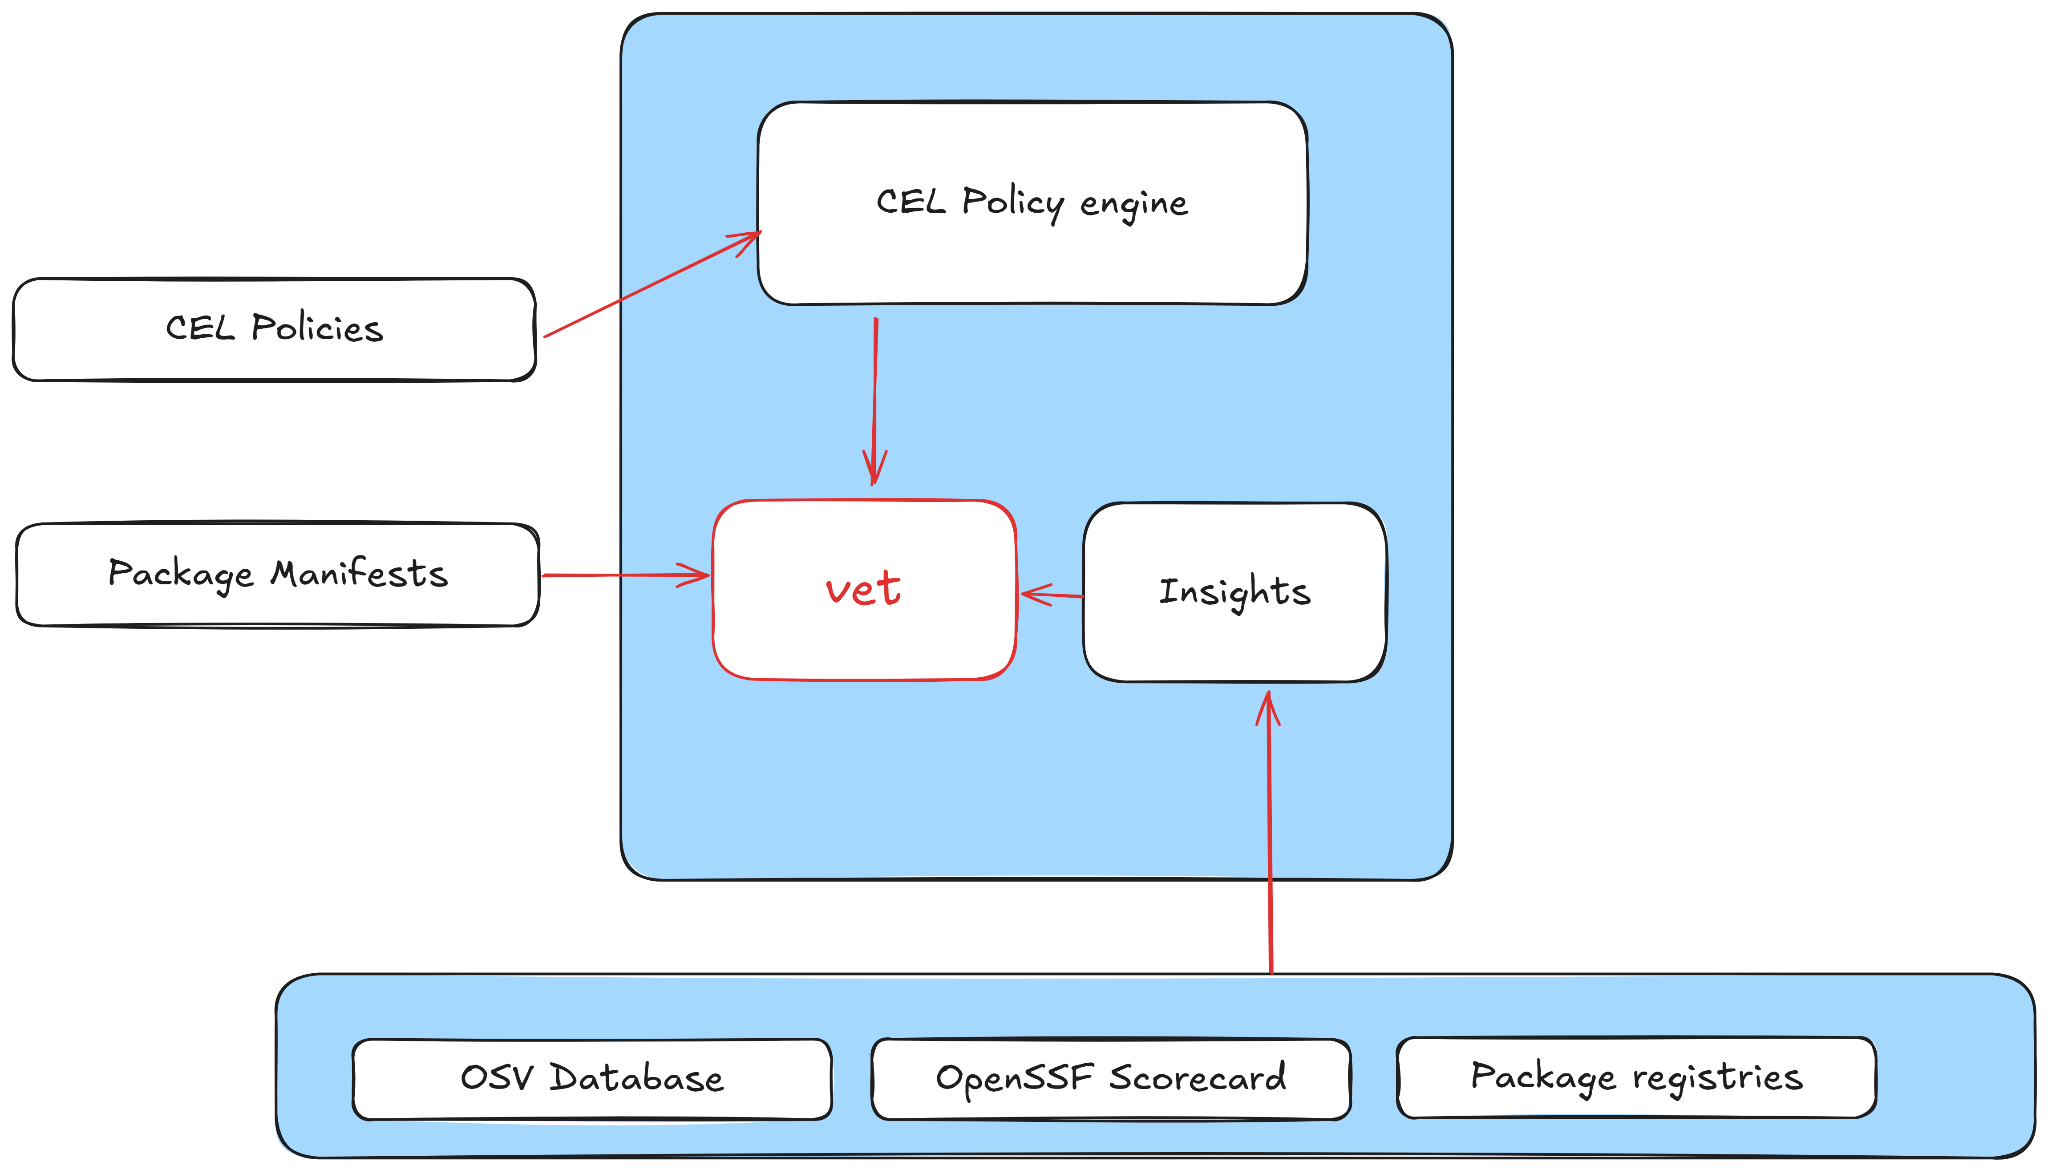 CEL Policy engine
CEL Policies
Package Manifests
vet
Insights
OSV Database
OpenSSF Scorecard
Package registries